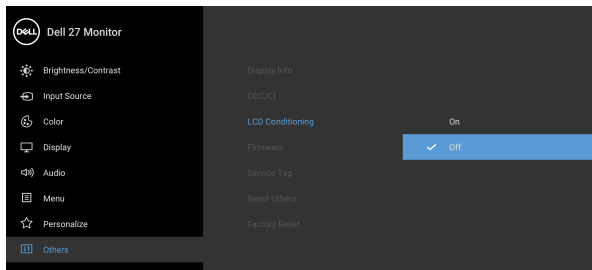 DELL Dell 27 Monitor
Brightness/Contrast
Input Source
Color
Display
Audio
Menu
Personalize
Others
Display Info
DDC/CI
LCD Conditioning
Firmware
Service Tag
Reset Others
Factory Reset
On
Off